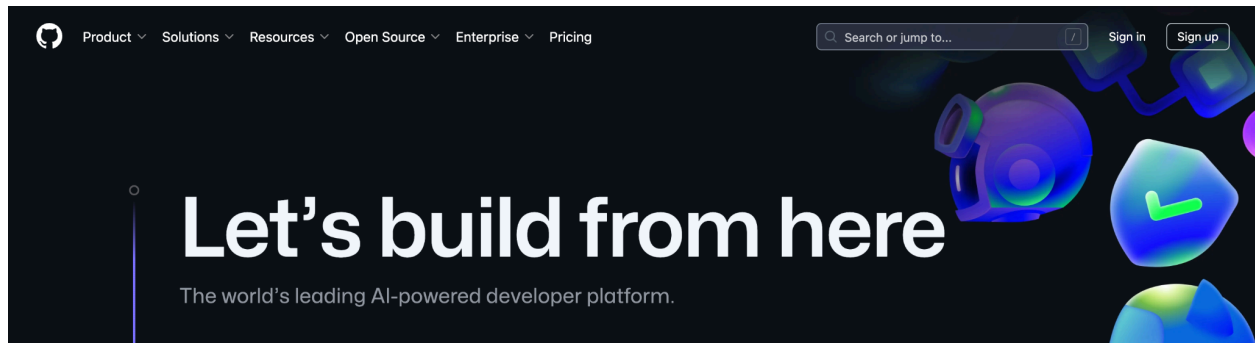 Product Solutions Resources Open Source Enterprise Pricing Search or jump to... / Sign in Sign up
Let’s build from here
The world’s leading AI-powered developer platform.